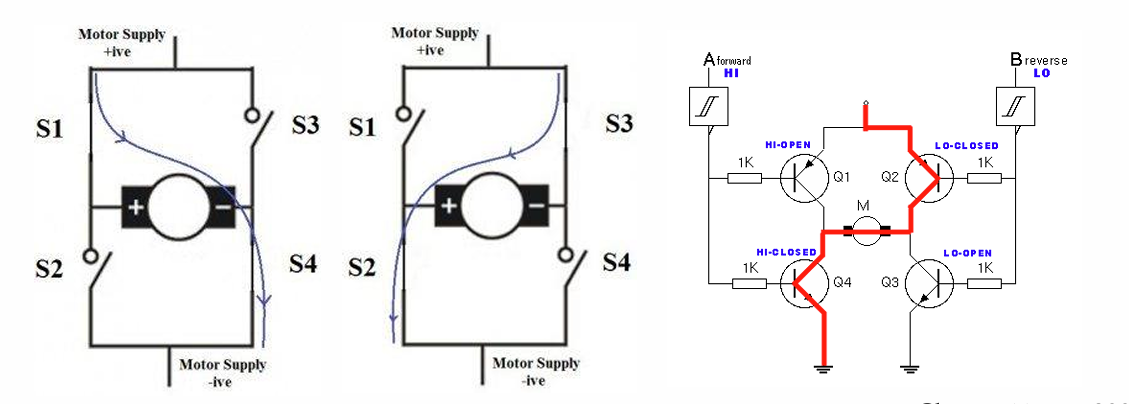 Motor Supply
+ive
S1
S3
+
−
S2
S4
Motor Supply
-ive
Motor Supply
+ive
S1
S3
+
−
S2
S4
Motor Supply
-ive
A forward
HI
B reverse
LO
HI-OPEN
LO-CLOSED
1K
Q1
Q2
1K
M
HI-CLOSED
LO-OPEN
1K
Q4
Q3
1K